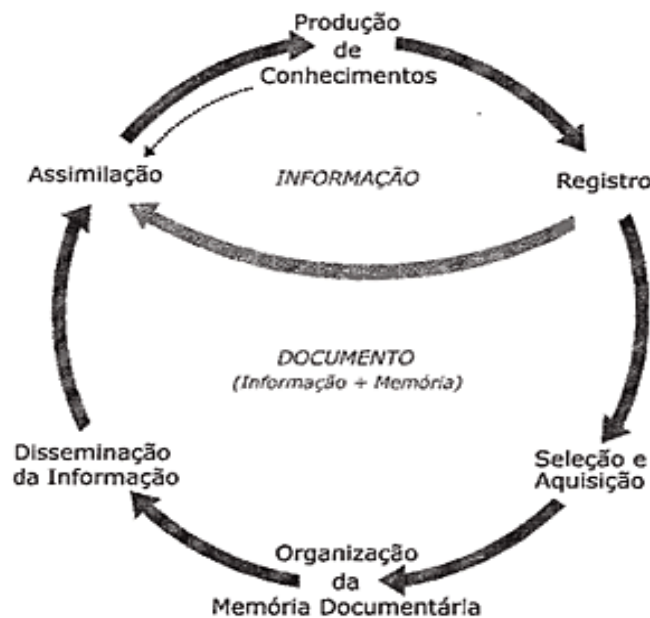 Produção
de
Conhecimentos
Assimilação
INFORMAÇÃO
Registro
DOCUMENTO
(Informação + Memória)
Disseminação
da Informação
Seleção e
Aquisição
Organização
da
Memória Documentária